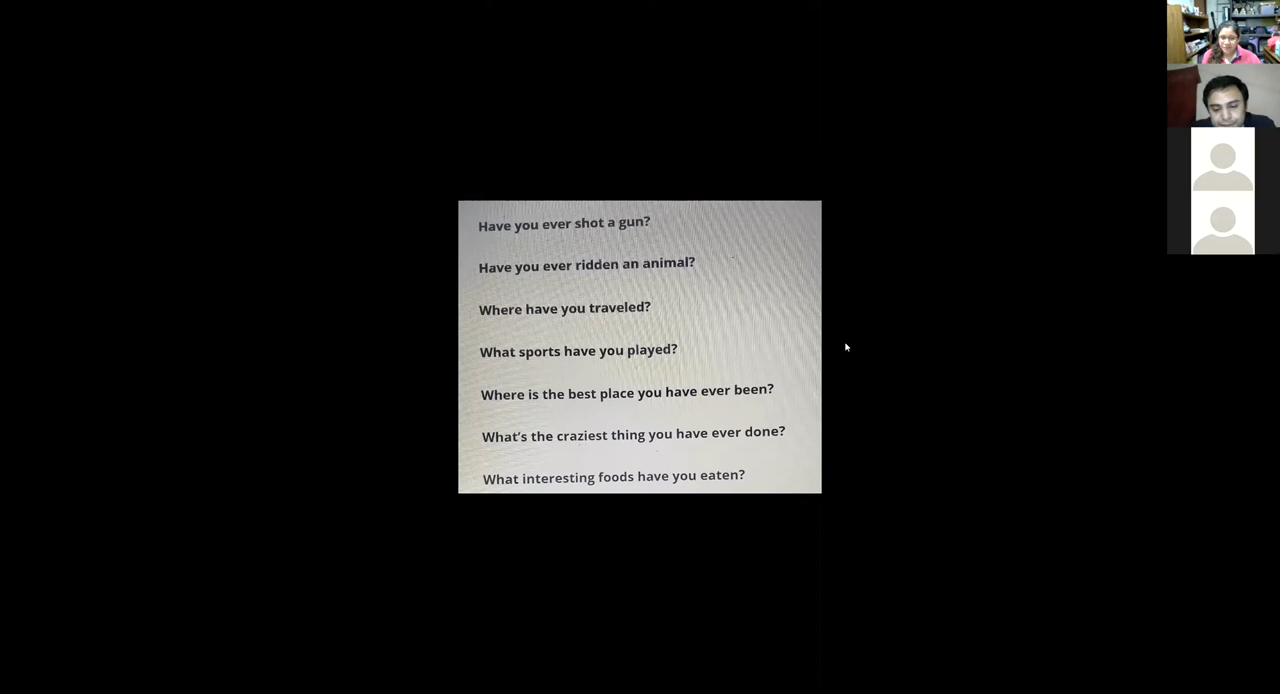 Have you ever shot a gun?
Have you ever ridden an animal?
Where have you traveled?
What sports have you played?
Where is the best place you have ever been?
What's the craziest thing you have ever done?
What interesting foods have you eaten?